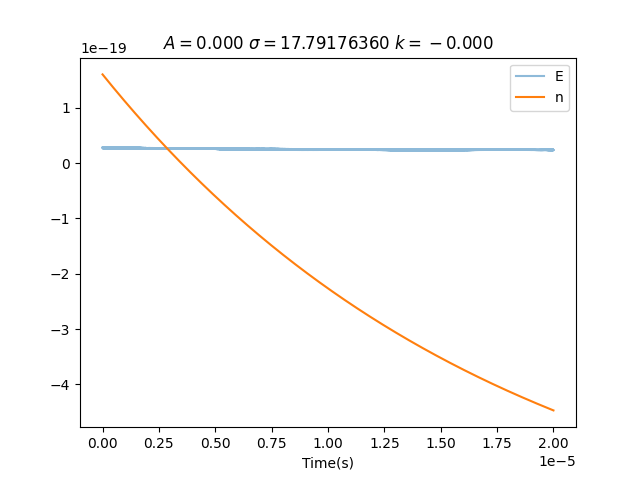 1e−19
A = 0.000 σ = 17.79176360 k = −0.000
E
n
1
0
−1
−2
−3
−4
0.00 0.25 0.50 0.75 1.00 1.25 1.50 1.75 2.00
1e−5
Time(s)